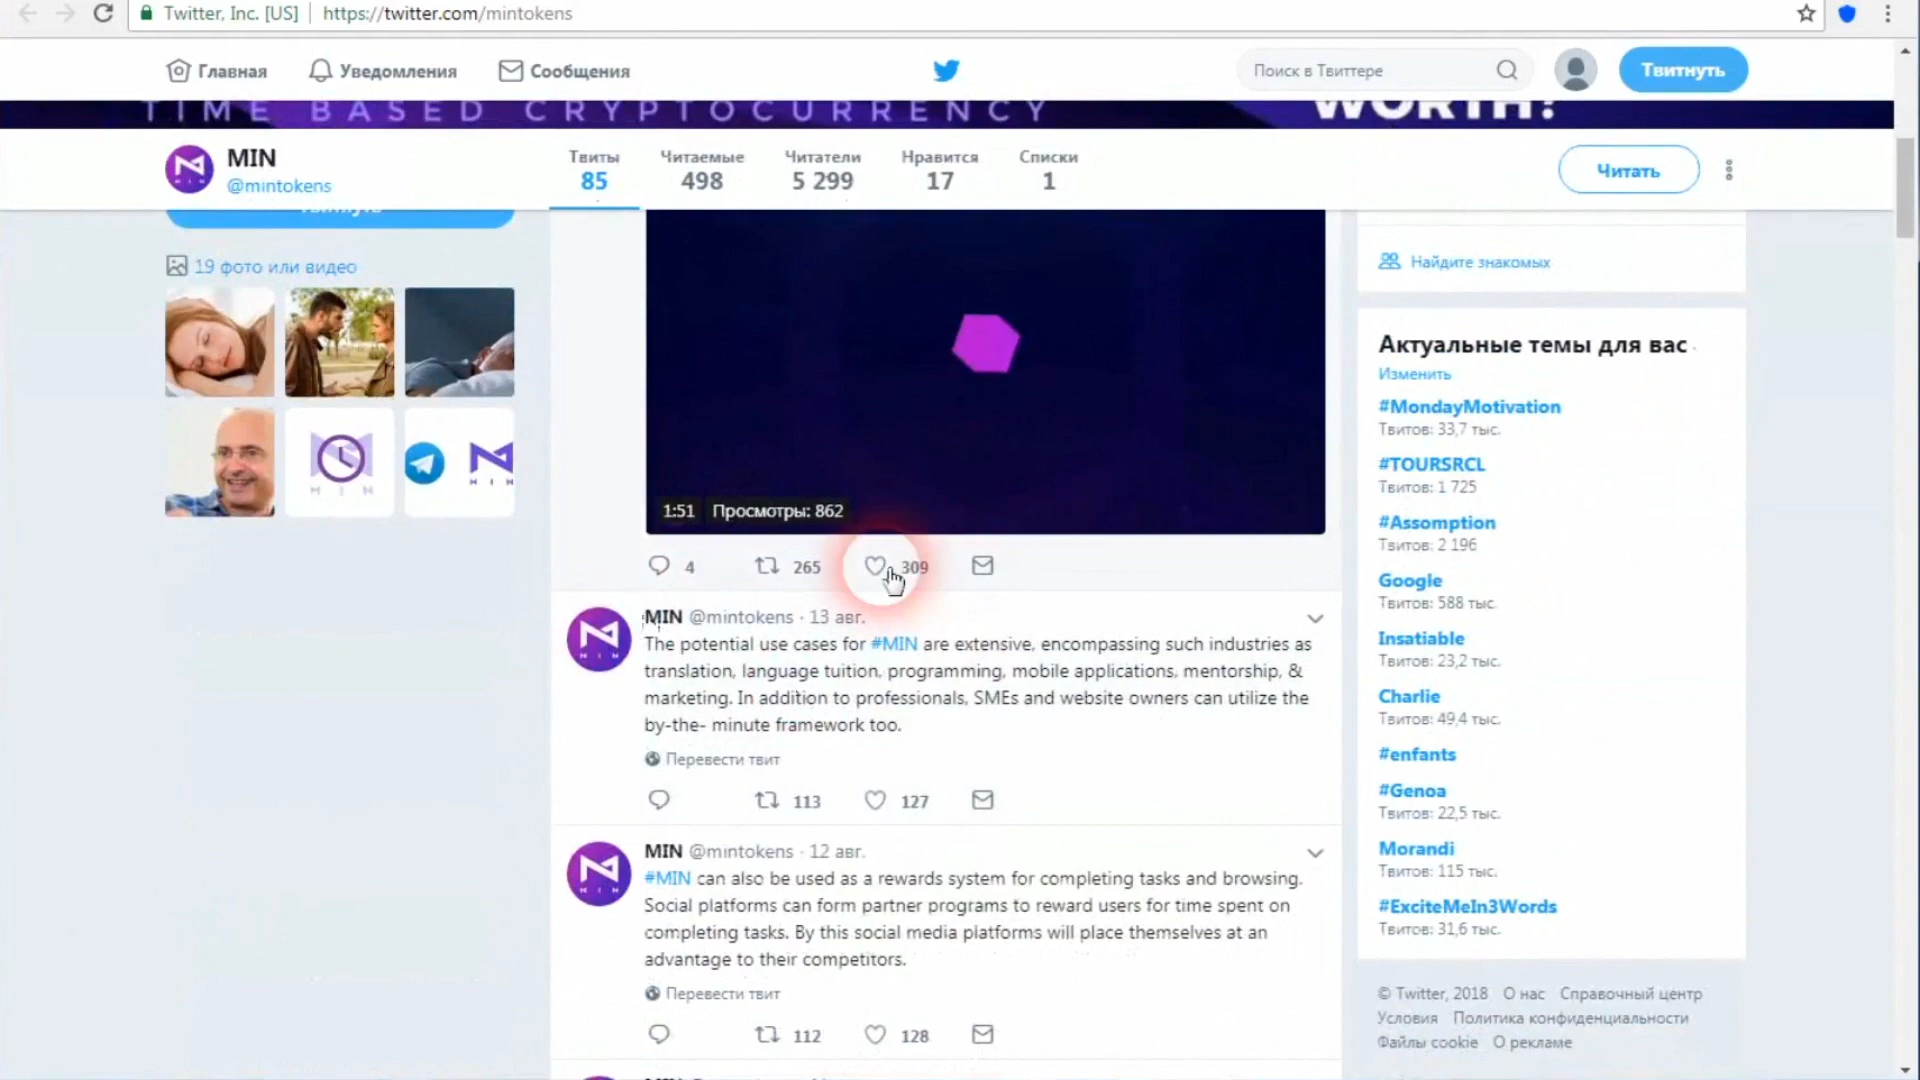 Twitter, Inc. [US] | https://twitter.com/mintokens
Главная Уведомления Сообщения
Поиск в Твиттере
Твитнуть
TIME BASED CRYPTOCURRENCY WORTH?
MIN
@mintokens
Твиты Читаемые Читатели Нравится Списки
85 498 5 299 17 1
Читать
Твитнуть
19 фото или видео
MIN
MIN
1:51 Просмотры: 862
4 265 309
MIN @mintokens · 13 авг.
The potential use cases for #MIN are extensive, encompassing such industries as
translation, language tuition, programming, mobile applications, mentorship, &
marketing. In addition to professionals, SMEs and website owners can utilize the
by-the- minute framework too.
Перевести твит
113 127
MIN @mintokens · 12 авг.
#MIN can also be used as a rewards system for completing tasks and browsing.
Social platforms can form partner programs to reward users for time spent on
completing tasks. By this social media platforms will place themselves at an
advantage to their competitors.
Перевести твит
112 128
Найдите знакомых
Актуальные темы для вас ·
Изменить
#MondayMotivation
Твитов: 33,7 тыс.
#TOURSRCL
Твитов: 1 725
#Assomption
Твитов: 2 196
Google
Твитов: 588 тыс.
Insatiable
Твитов: 23,2 тыс.
Charlie
Твитов: 49,4 тыс.
#enfants
#Genoa
Твитов: 22,5 тыс.
Morandi
Твитов: 115 тыс.
#ExciteMeIn3Words
Твитов: 31,6 тыс.
© Twitter, 2018 О нас Справочный центр
Условия Политика конфиденциальности
Файлы cookie О рекламе